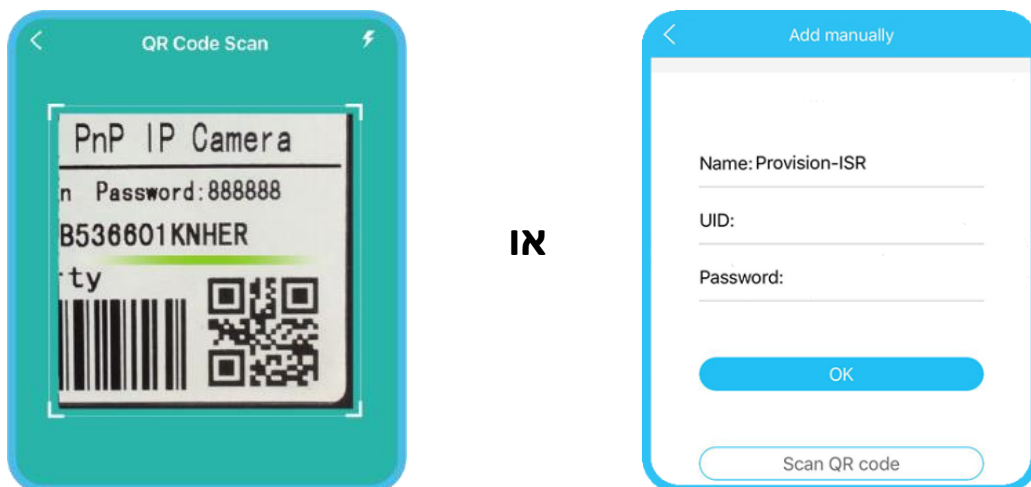 QR Code Scan
PnP IP Camera
n Password:888888
B536601KNHER
ty
או
Add manually
Name: Provision-ISR
UID:
Password:
OK
Scan QR code